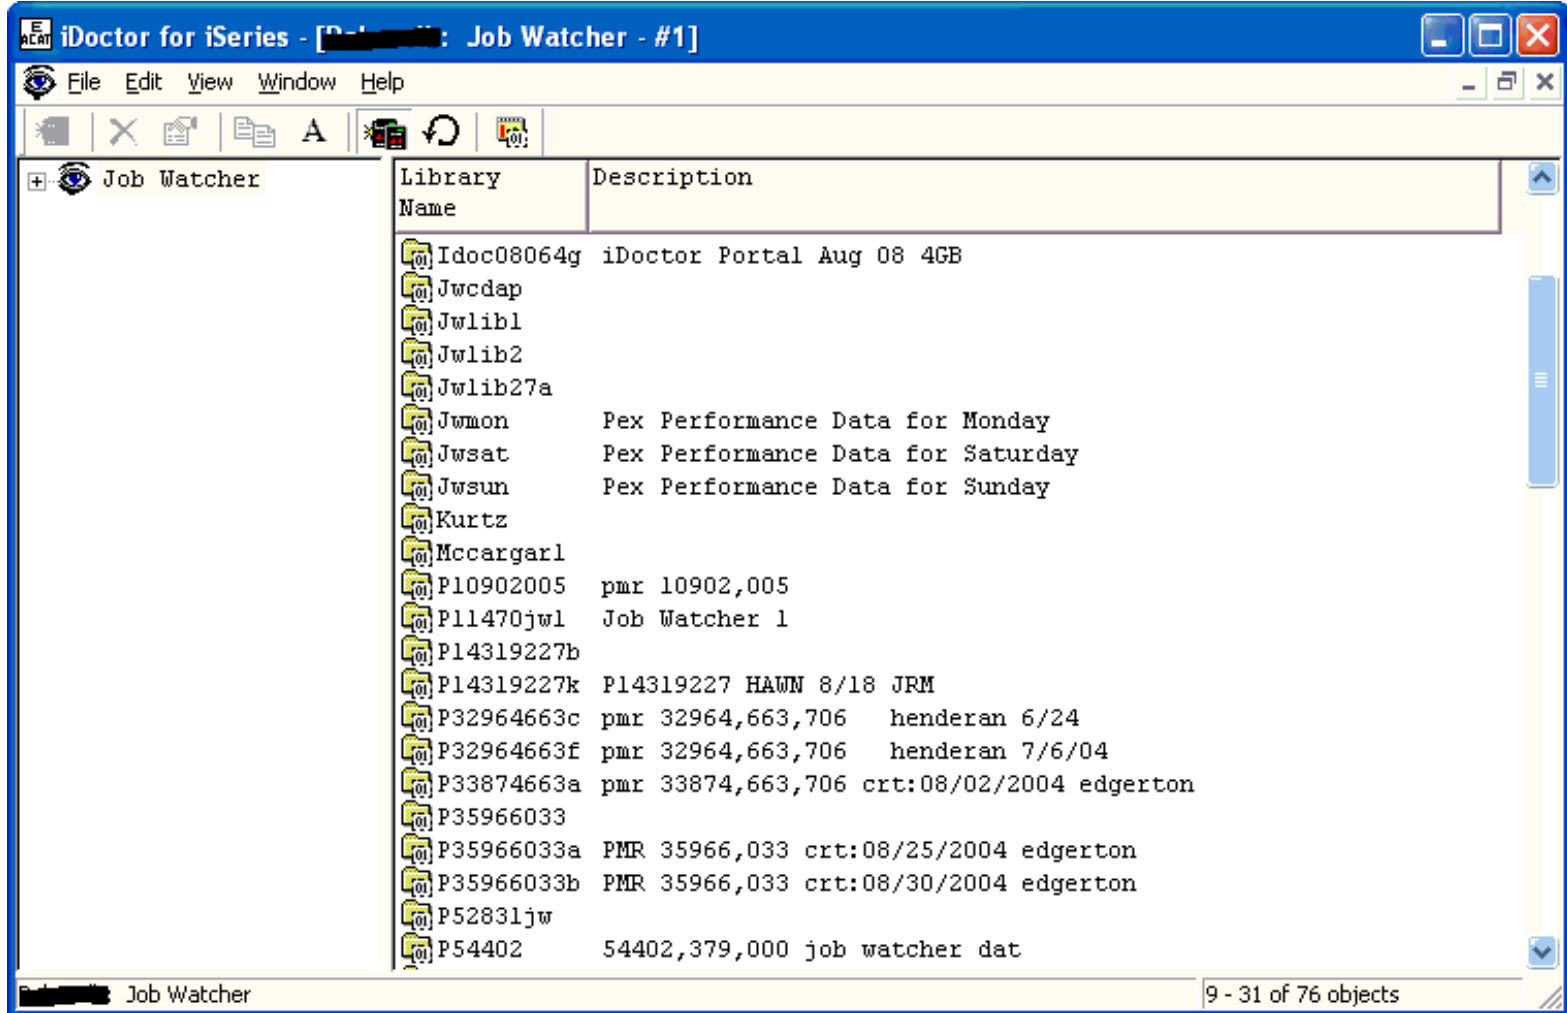 iDoctor for iSeries - [ : Job Watcher - #1]
File Edit View Window Help
A
Job Watcher
Library Name Description
Idoc08064g iDoctor Portal Aug 08 4GB
Jwcdap
Jwlib1
Jwlib2
Jwlib27a
Jwmon Pex Performance Data for Monday
Jwsat Pex Performance Data for Saturday
Jwsun Pex Performance Data for Sunday
Kurtz
Mccargarl
P10902005 pmr 10902,005
P11470jw1 Job Watcher 1
P14319227b
P14319227k P14319227 HAWN 8/18 JRM
P32964663c pmr 32964,663,706 henderan 6/24
P32964663f pmr 32964,663,706 henderan 7/6/04
P33874663a pmr 33874,663,706 crt:08/02/2004 edgerton
P35966033
P35966033a PMR 35966,033 crt:08/25/2004 edgerton
P35966033b PMR 35966,033 crt:08/30/2004 edgerton
P52831jw
P54402 54402,379,000 job watcher dat
: Job Watcher
9 - 31 of 76 objects